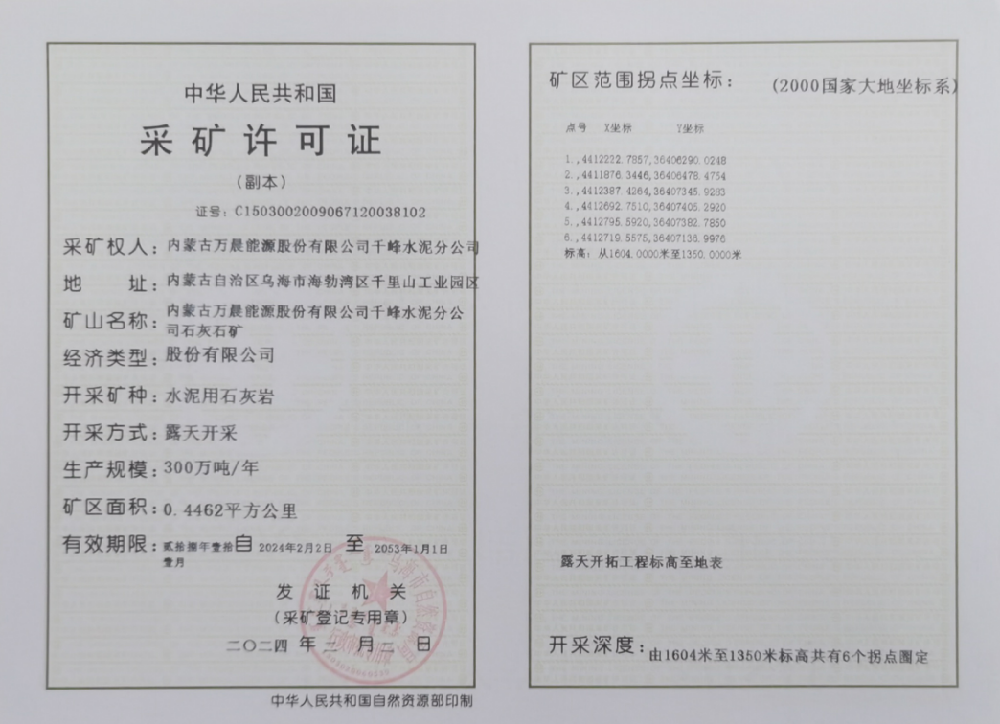 中华人民共和国
采矿许可证
（副本）
证号：C1503002009067120038102
采矿权人：内蒙古万晨能源股份有限公司千峰水泥分公司
地 址：内蒙古自治区乌海市海勃湾区千里山工业园区
矿山名称：内蒙古万晨能源股份有限公司千峰水泥分公
司石灰石矿
经济类型：股份有限公司
开采矿种：水泥用石灰岩
开采方式：露天开采
生产规模：300万吨/年
矿区面积：0.4462平方公里
有效期限：贰拾捌年壹拾 自 2024年2月2日 至 2053年1月1日
壹月
发证机关
（采矿登记专用章）
二〇二四 年 二 月 二 日
中华人民共和国自然资源部印制
矿区范围拐点坐标： (2000国家大地坐标系)
点号 X坐标 Y坐标
1.,4412222.7857,36406290.0248
2.,4411876.3446,36406478.4754
3.,4412387.4264,36407345.9283
4.,4412692.7510,36407405.2920
5.,4412795.5920,36407382.7850
6.,4412719.5575,36407136.9976
标高：从1604.0000米至1350.0000米
露天开拓工程标高至地表
开采深度：由1604米至1350米标高共有6个拐点圈定